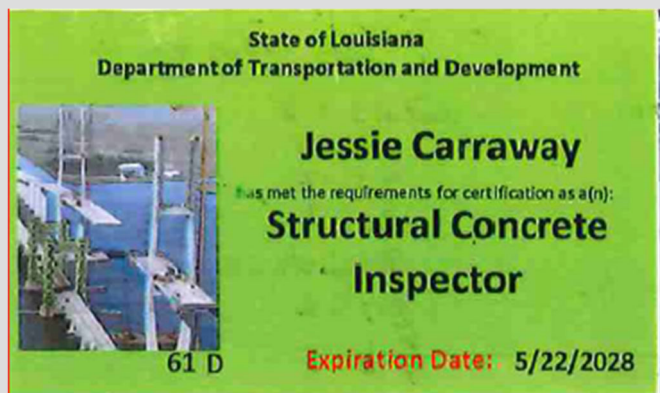 State of Louisiana
Department of Transportation and Development
Jessie Carraway
has met the requirements for certification as a(n):
Structural Concrete
Inspector
61 D
Expiration Date: 5/22/2028